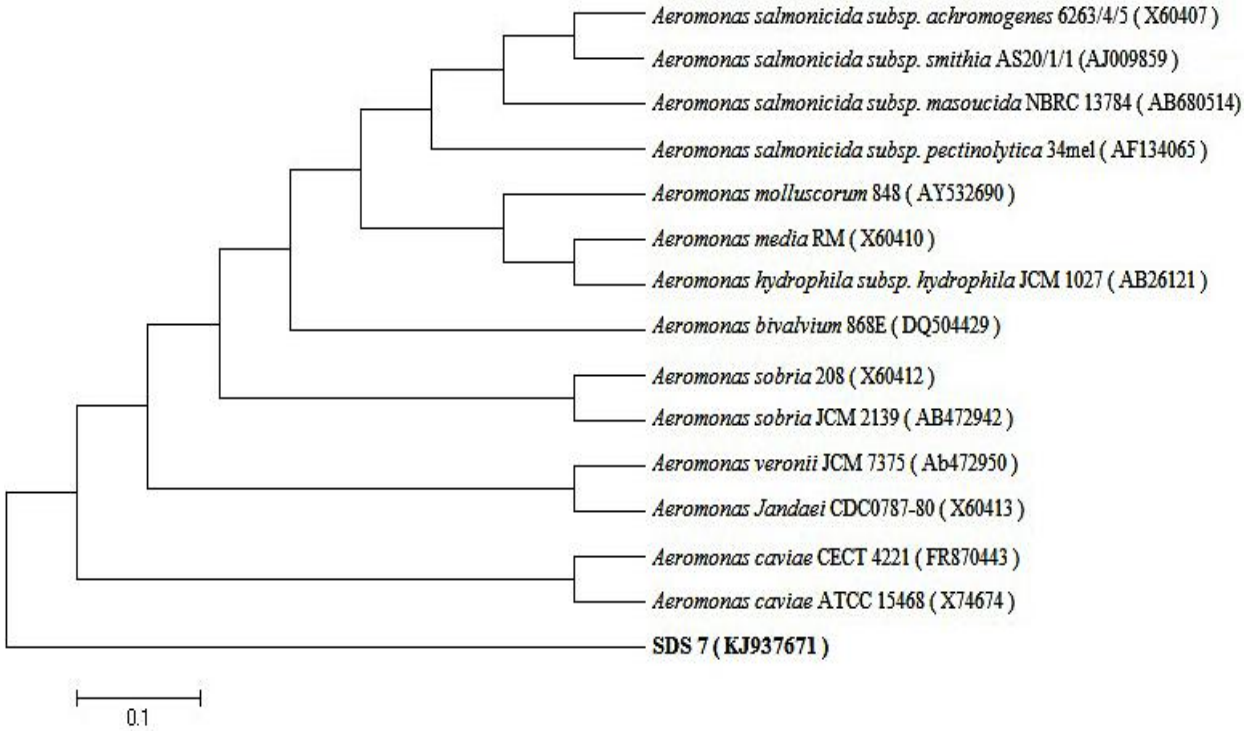 Aeromonas salmonicida subsp. achromogenes 6263/4/5 ( X60407 )
Aeromonas salmonicida subsp. smithia AS20/1/1 (AJ009859 )
Aeromonas salmonicida subsp. masoucida NBRC 13784 ( AB680514)
Aeromonas salmonicida subsp. pectinolytica 34mel ( AF134065 )
Aeromonas molluscorum 848 ( AY532690 )
Aeromonas media RM ( X60410 )
Aeromonas hydrophila subsp. hydrophila JCM 1027 ( AB26121 )
Aeromonas bivalvium 868E ( DQ504429 )
Aeromonas sobria 208 ( X60412 )
Aeromonas sobria JCM 2139 ( AB472942 )
Aeromonas veronii JCM 7375 ( Ab472950 )
Aeromonas Jandaei CDC0787-80 ( X60413 )
Aeromonas caviae CECT 4221 ( FR870443 )
Aeromonas caviae ATCC 15468 ( X74674 )
SDS 7 ( KJ937671 )
0.1